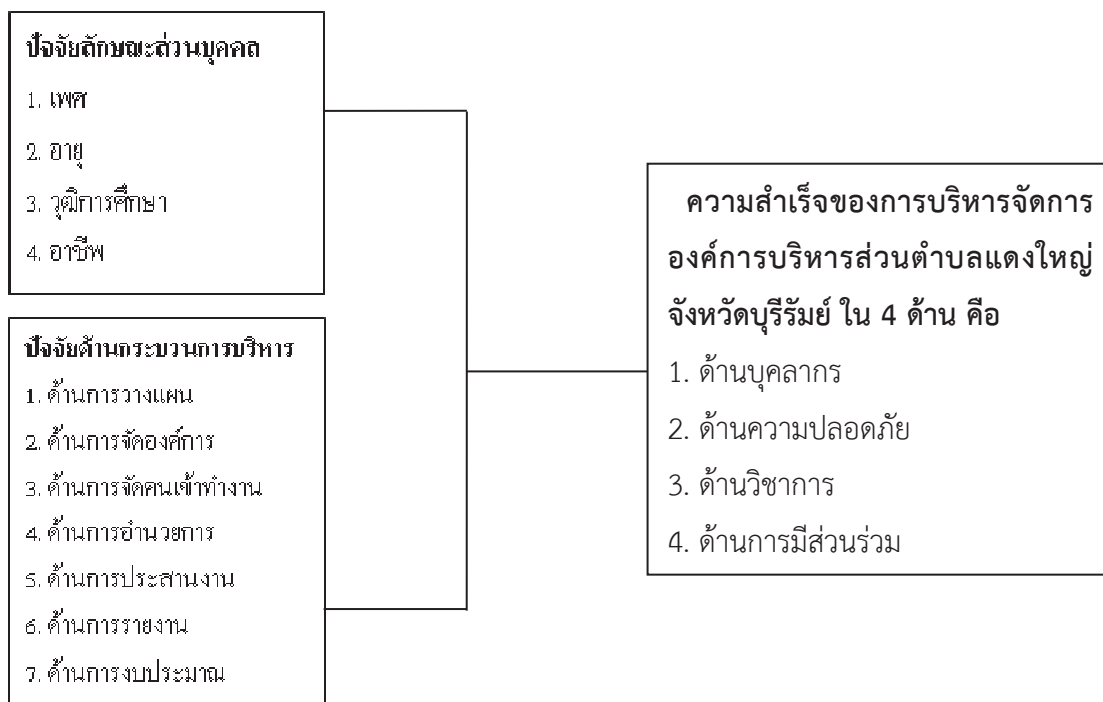 ปัจจัยลักษณะส่วนบุคคล
1. เพศ
2. อายุ
3. วุฒิการศึกษา
4. อาชีพ
ปัจจัยด้านกระบวนการบริหาร
1. ด้านการวางแผน
2. ด้านการจัดองค์การ
3. ด้านการจัดคนเข้าทำงาน
4. ด้านการอำนวยการ
5. ด้านการประสานงาน
6. ด้านการรายงาน
7. ด้านการงบประมาณ
ความสำเร็จของการบริหารจัดการ
องค์การบริหารส่วนตำบลแดงใหญ่
จังหวัดบุรีรัมย์ ใน 4 ด้าน คือ
1. ด้านบุคลากร
2. ด้านความปลอดภัย
3. ด้านวิชาการ
4. ด้านการมีส่วนร่วม